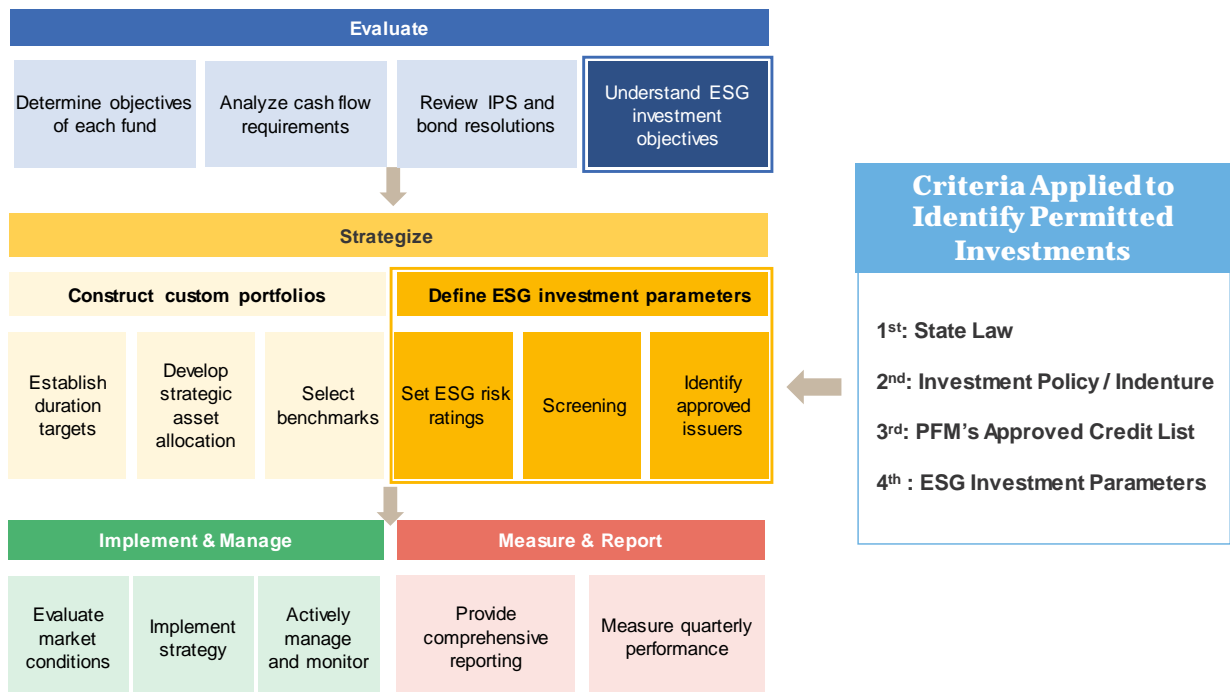 Evaluate
Determine objectives
of each fund
Analyze cash flow
requirements
Review IPS and
bond resolutions
Understand ESG
investment
objectives
Strategize
Construct custom portfolios
Define ESG investment parameters
Establish
duration
targets
Develop
strategic
asset
allocation
Select
benchmarks
Set ESG risk
ratings
Screening
Identify
approved
issuers
Criteria Applied to
Identify Permitted
Investments
1st: State Law
2nd: Investment Policy / Indenture
3rd: PFM's Approved Credit List
4th : ESG Investment Parameters
Implement & Manage
Measure & Report
Evaluate
market
conditions
Implement
strategy
Actively
manage
and monitor
Provide
comprehensive
reporting
Measure quarterly
performance